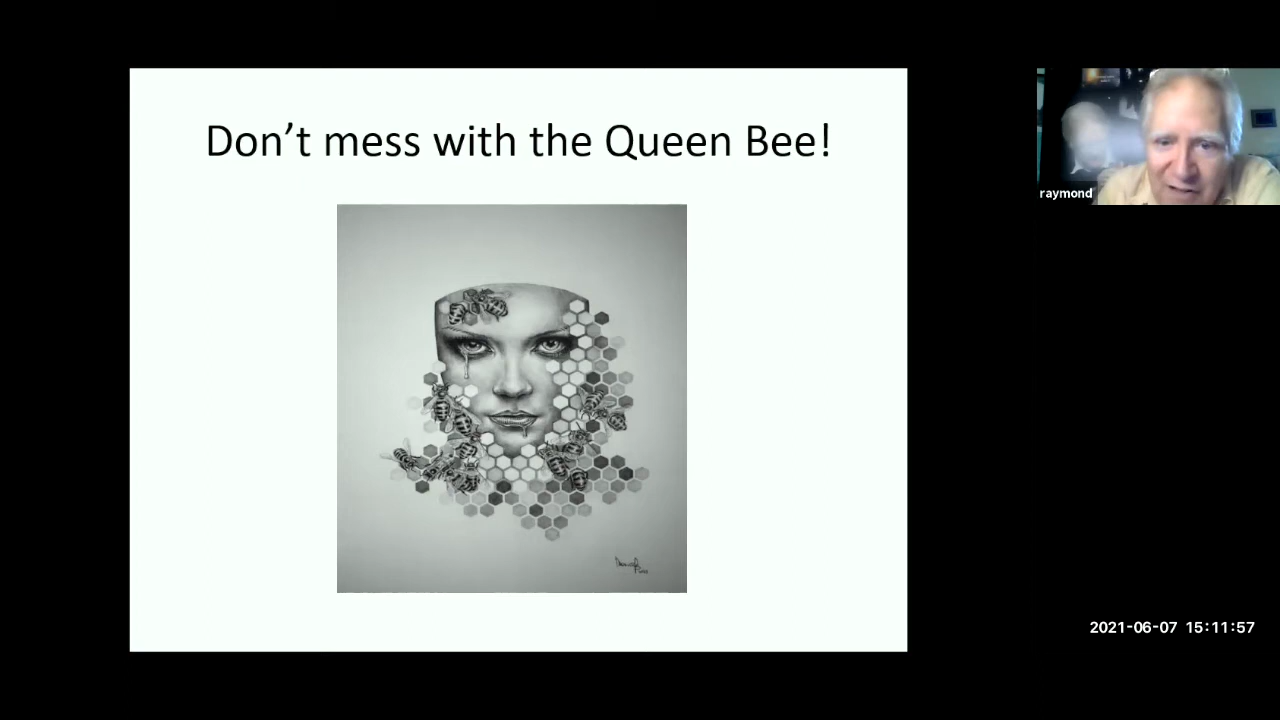 Don’t mess with the Queen Bee!
raymond
2021-06-07 15:11:57